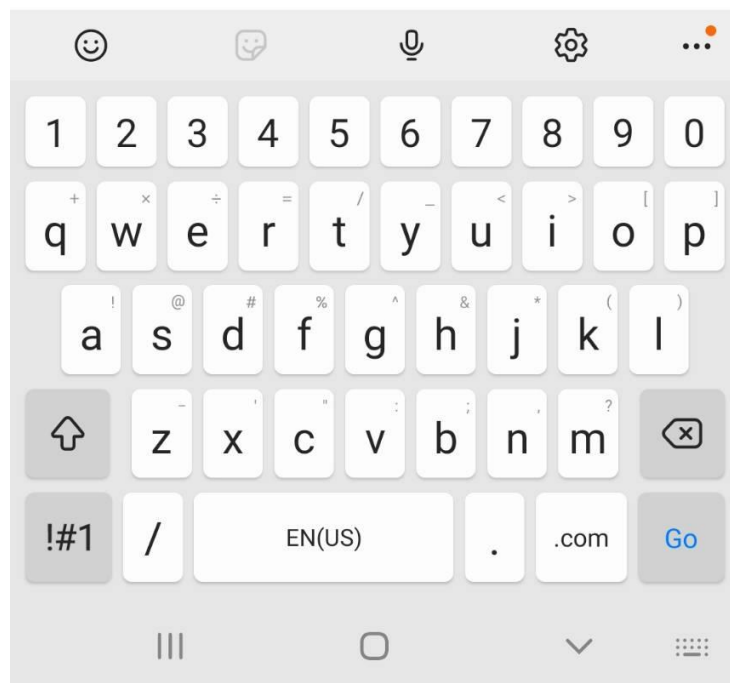 1 2 3 4 5 6 7 8 9 0
+ × ÷ = / _ < > [ ]
q w e r t y u i o p
! @ # % ^ & * ( )
a s d f g h j k l
- ' " : ; , ?
z x c v b n m
!#1 / EN(US) . .com Go